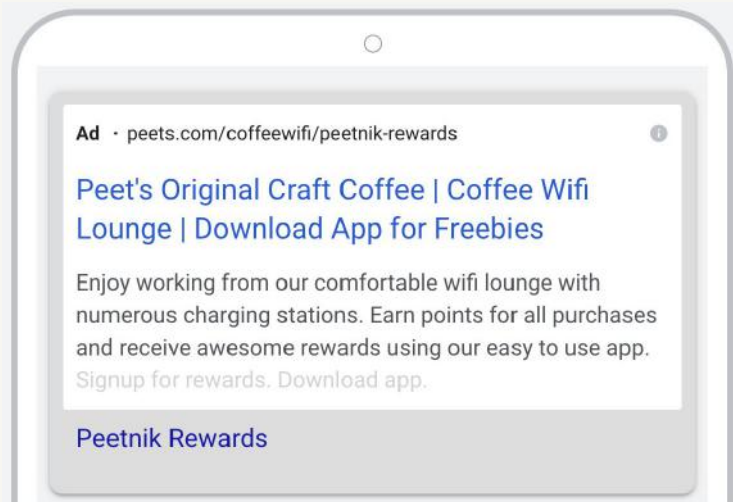 Ad · peets.com/coffeewifi/peetnik-rewards
Peet's Original Craft Coffee | Coffee Wifi
Lounge | Download App for Freebies
Enjoy working from our comfortable wifi lounge with
numerous charging stations. Earn points for all purchases
and receive awesome rewards using our easy to use app.
Signup for rewards. Download app.
Peetnik Rewards